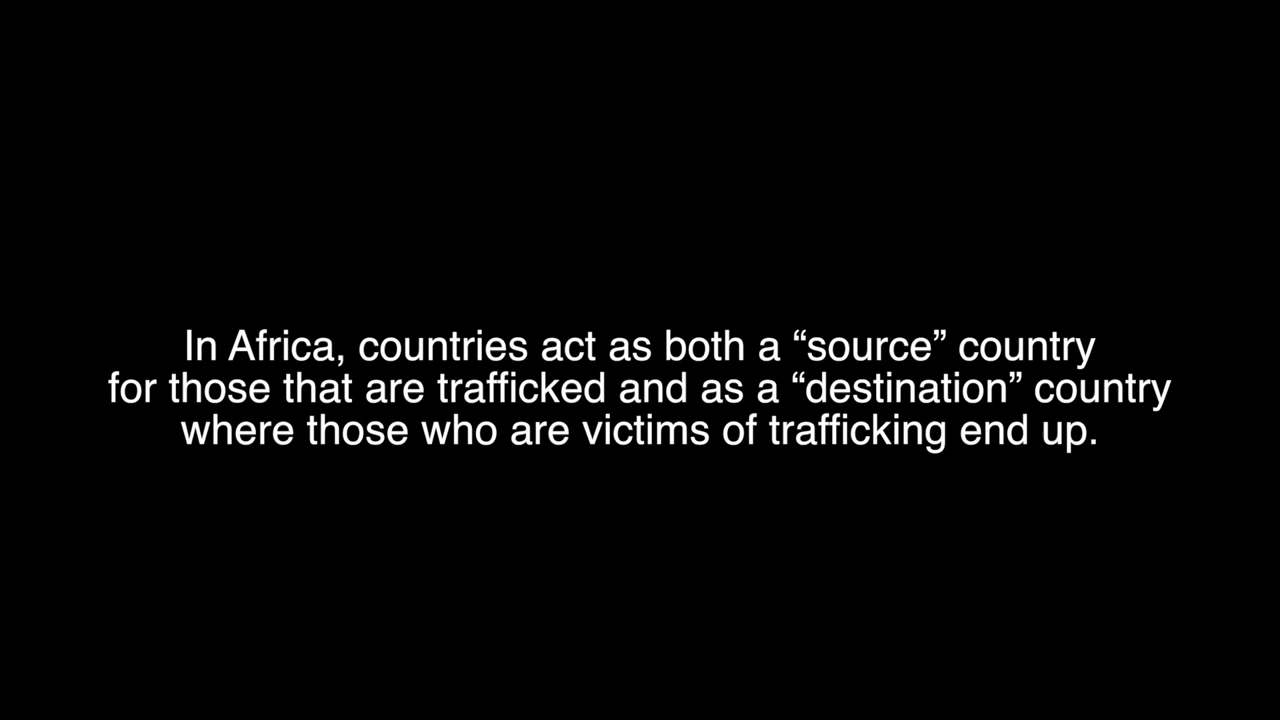 In Africa, countries act as both a “source” country
for those that are trafficked and as a “destination” country
where those who are victims of trafficking end up.